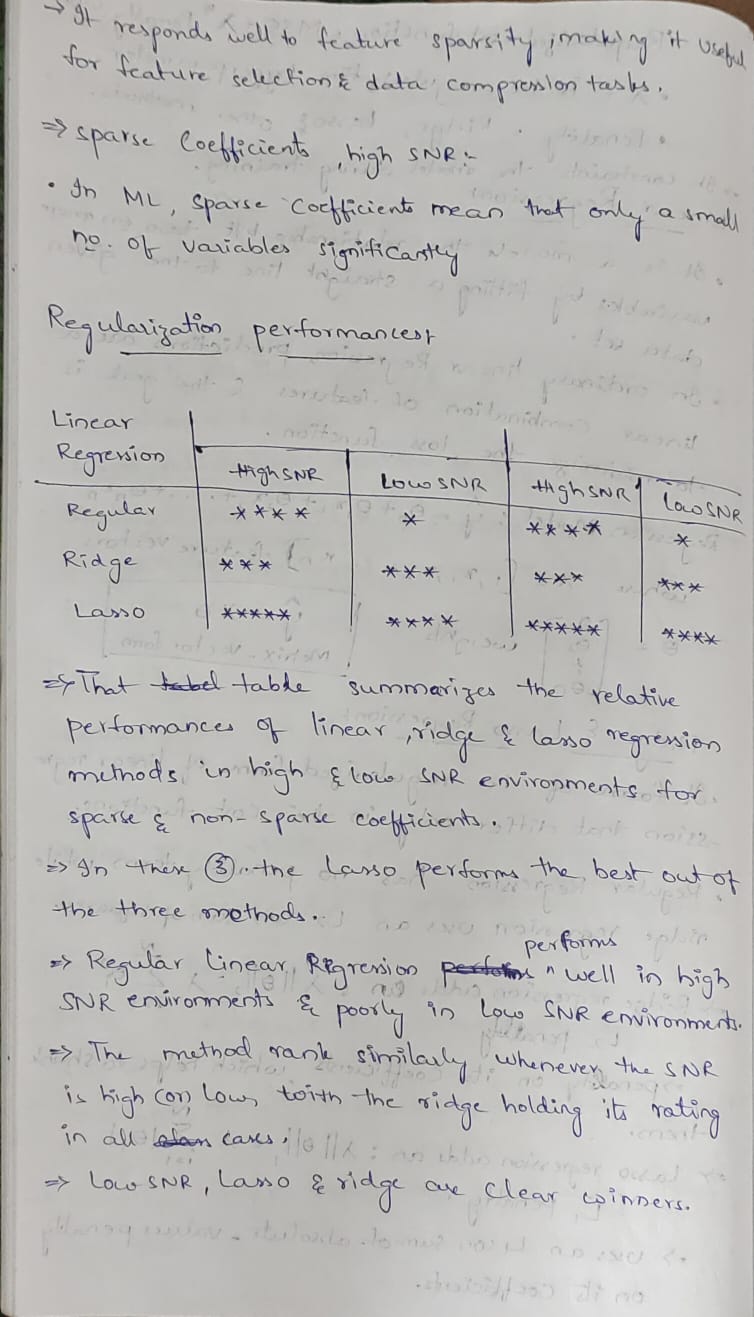 → It responds well to feature sparsity, making it useful
for feature selection & data compression tasks.
⇒ sparse Coefficients, high SNR:-
• In ML, sparse coefficients mean that only a small
no. of variables significantly
Regularization performances:
Linear
Regression | High SNR | Low SNR | High SNR | Low SNR
Regular | **** | * | **** | *
Ridge | *** | *** | *** | ***
Lasso | ***** | **** | ***** | ****
⇒ That table summarizes the relative
performances of linear, ridge & lasso regression
methods in high & low SNR environments for
sparse & non-sparse coefficients.
⇒ In these ③ the Lasso performs the best out of
the three methods.
⇒ Regular Linear Regression performs well in high
SNR environments & poorly in low SNR environments.
⇒ The method rank similarly whenever the SNR
is high (or) low, with the ridge holding its rating
in all cases.
⇒ Low SNR, Lasso & ridge are clear winners.